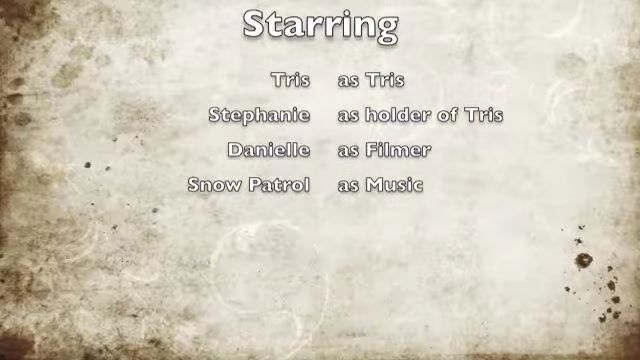 Starring
Tris as Tris
Stephanie as holder of Tris
Danielle as Filmer
Snow Patrol as Music